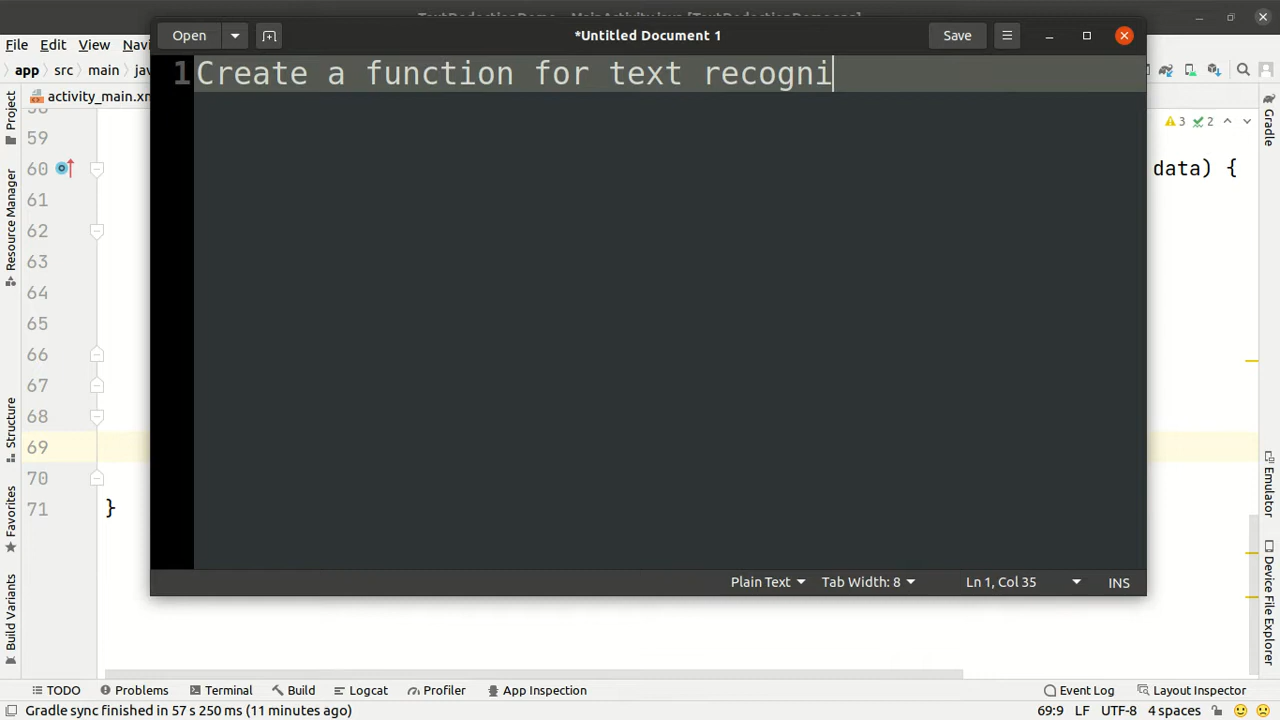 Open
*Untitled Document 1
Save
File Edit View Navi
app src main jav
activity_main.xm
1 Create a function for text recogni
3 2
59
60 data) {
61
62
63
64
65
66
67
68
69
70
71 }
Project
Resource Manager
Structure
Favorites
Build Variants
Gradle
Emulator
Device File Explorer
Plain Text Tab Width: 8 Ln 1, Col 35 INS
TODO Problems Terminal Build Logcat Profiler App Inspection Event Log Layout Inspector
Gradle sync finished in 57 s 250 ms (11 minutes ago) 69:9 LF UTF-8 4 spaces